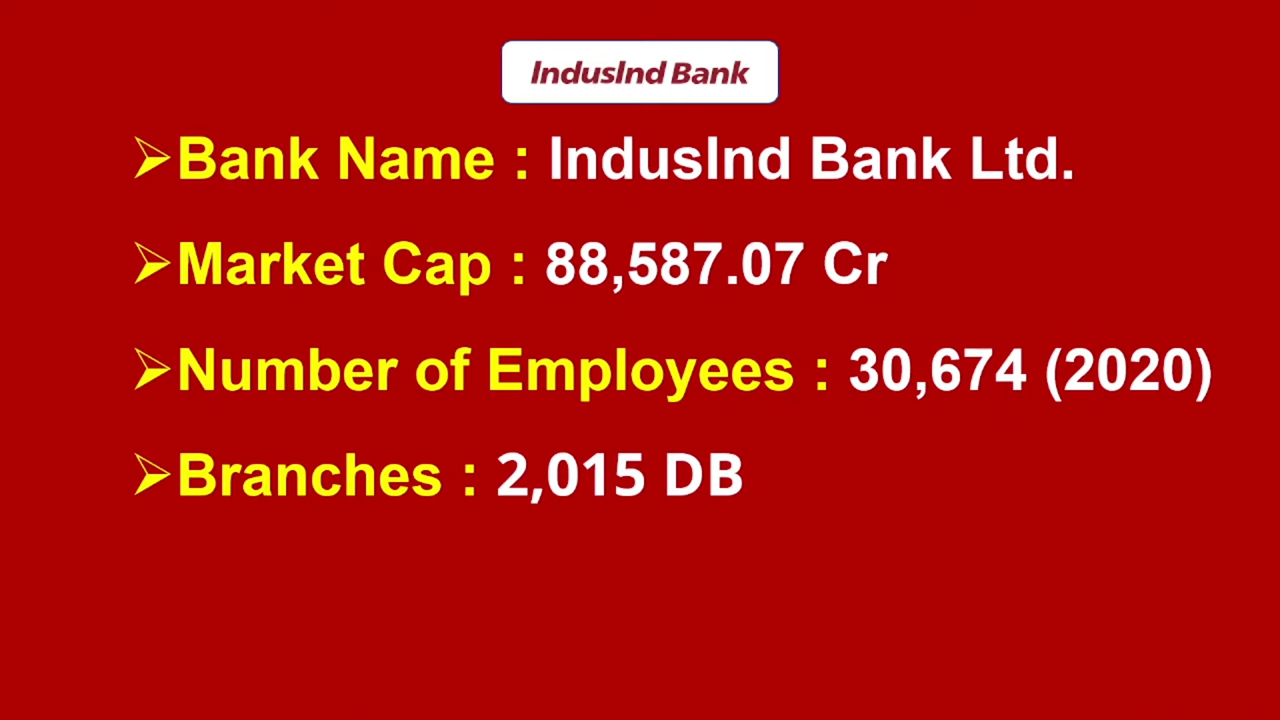 IndusInd Bank
➢Bank Name : IndusInd Bank Ltd.
➢Market Cap : 88,587.07 Cr
➢Number of Employees : 30,674 (2020)
➢Branches : 2,015 DB